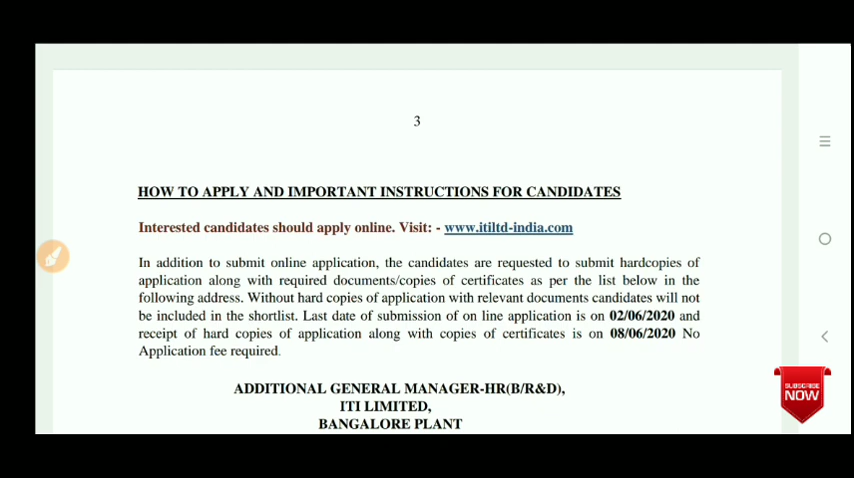 3
HOW TO APPLY AND IMPORTANT INSTRUCTIONS FOR CANDIDATES
Interested candidates should apply online. Visit: - www.itiltd-india.com
In addition to submit online application, the candidates are requested to submit hardcopies of
application along with required documents/copies of certificates as per the list below in the
following address. Without hard copies of application with relevant documents candidates will not
be included in the shortlist. Last date of submission of on line application is on 02/06/2020 and
receipt of hard copies of application along with copies of certificates is on 08/06/2020 No
Application fee required.
ADDITIONAL GENERAL MANAGER-HR(B/R&D),
ITI LIMITED,
BANGALORE PLANT
SUBSCRIBE
NOW